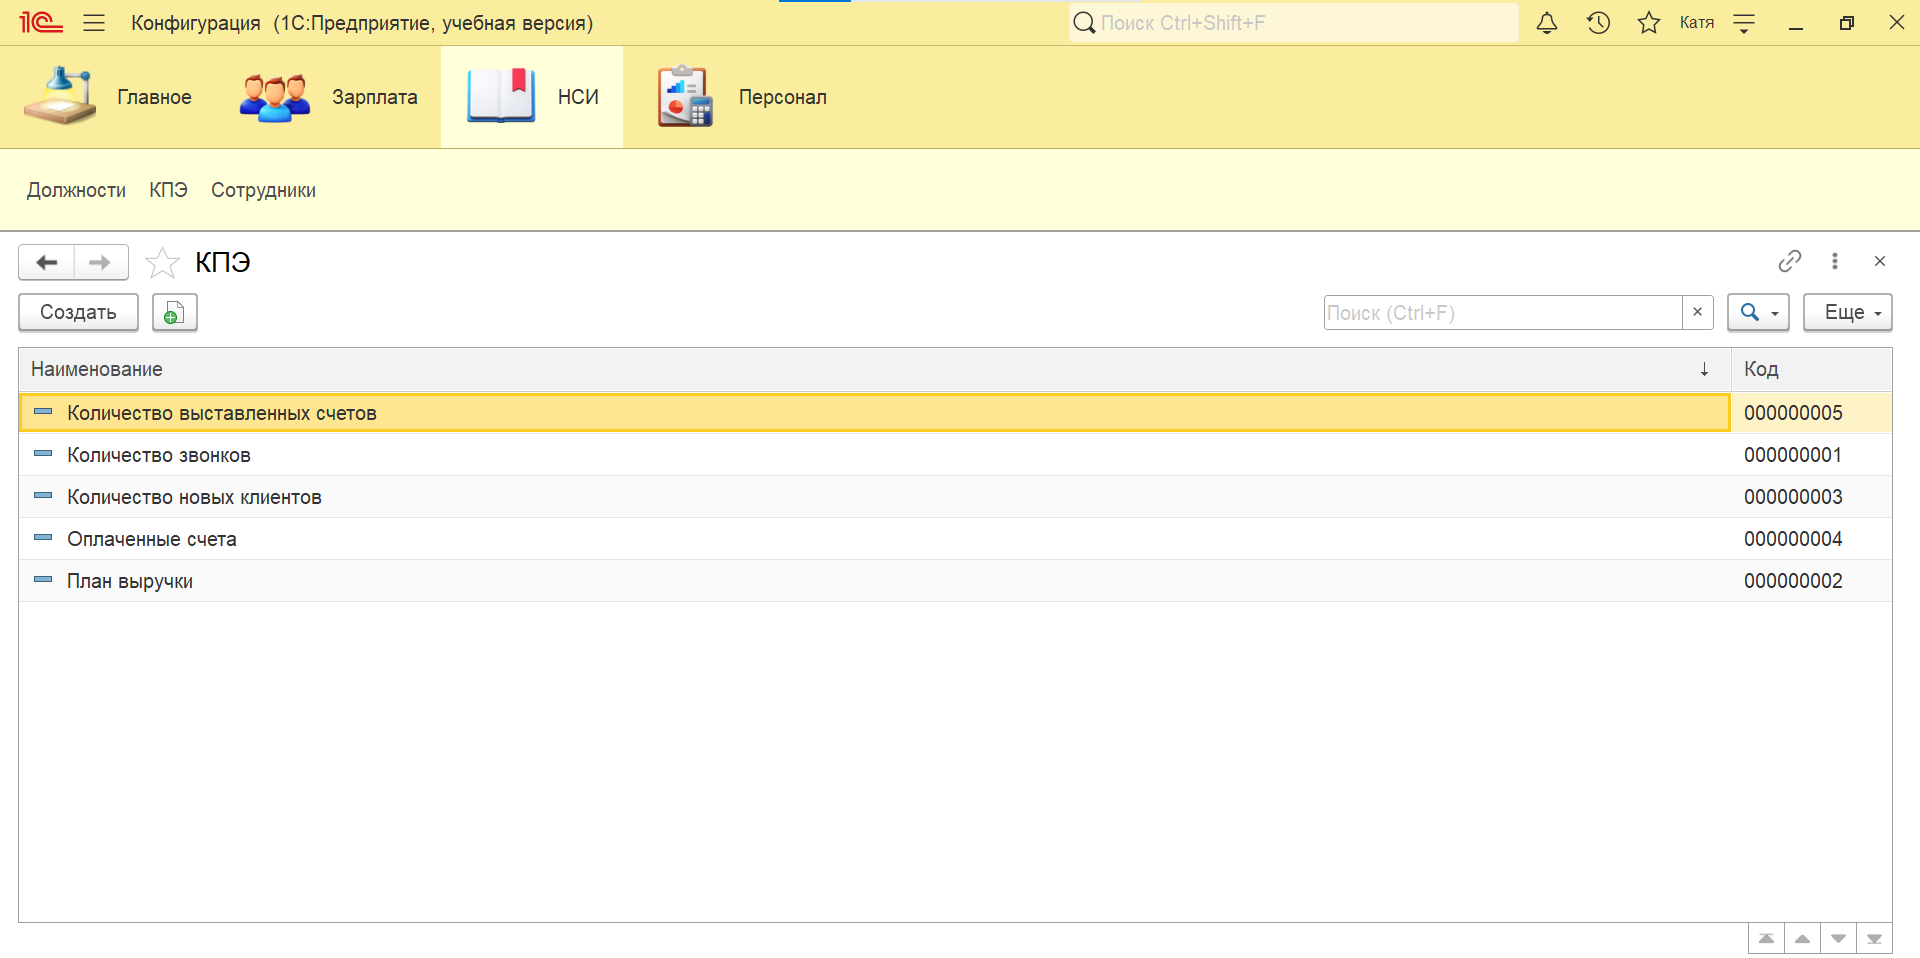 1С Конфигурация (1С:Предприятие, учебная версия) Поиск Ctrl+Shift+F Катя
Главное Зарплата НСИ Персонал
Должности КПЭ Сотрудники
КПЭ
Создать Поиск (Ctrl+F) × Еще
Наименование ↓ Код
Количество выставленных счетов 000000005
Количество звонков 000000001
Количество новых клиентов 000000003
Оплаченные счета 000000004
План выручки 000000002